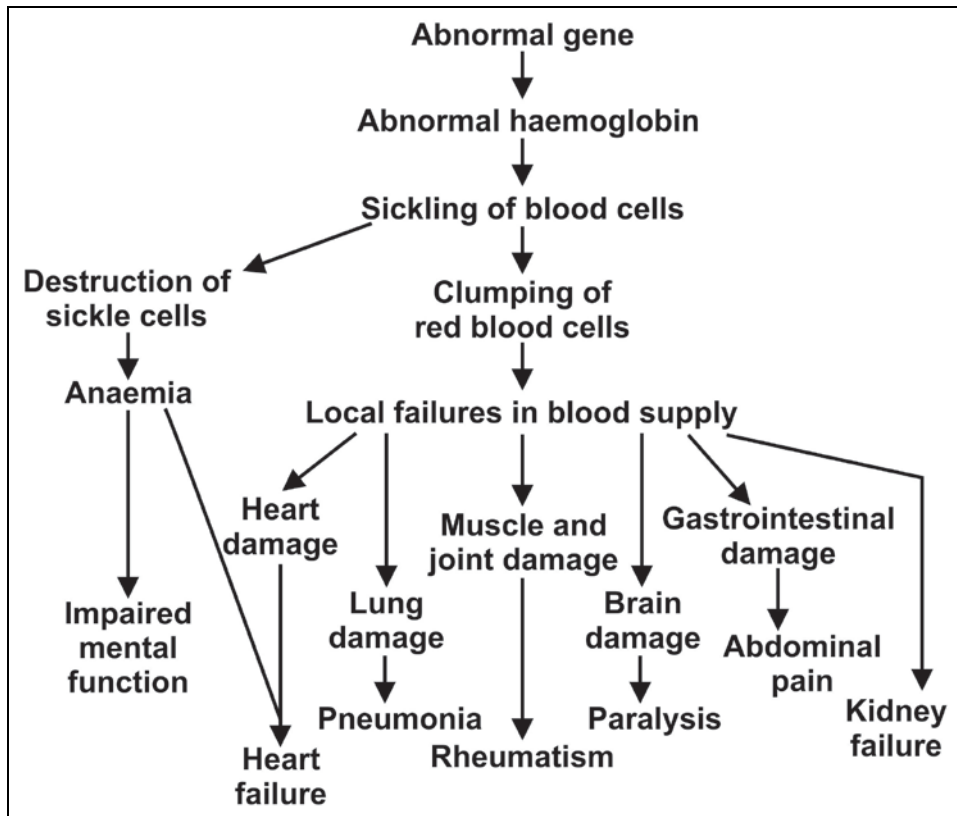 Abnormal gene
Abnormal haemoglobin
Sickling of blood cells
Destruction of
sickle cells
Clumping of
red blood cells
Anaemia
Local failures in blood supply
Heart
damage
Muscle and
joint damage
Gastrointestinal
damage
Impaired
mental
function
Lung
damage
Brain
damage
Abdominal
pain
Pneumonia
Paralysis
Kidney
failure
Rheumatism
Heart
failure